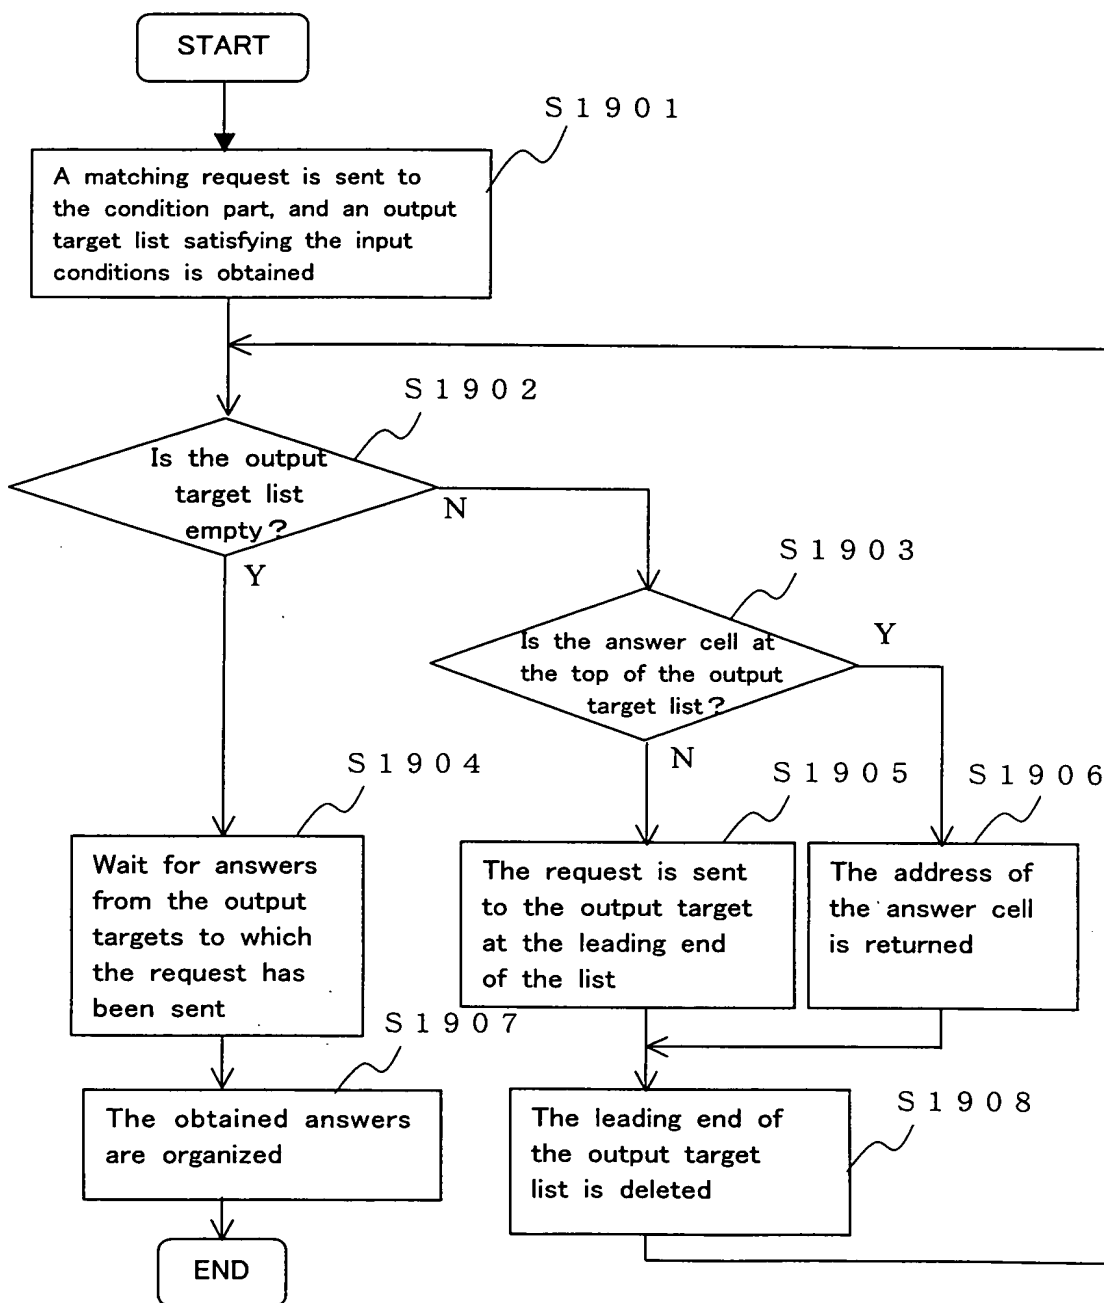 START
S1901
A matching request is sent to
the condition part, and an output
target list satisfying the input
conditions is obtained
S1902
Is the output
target list
empty?
N
Y
S1903
Is the answer cell at
the top of the output
target list?
Y
N
S1904
Wait for answers
from the output
targets to which
the request has
been sent
S1905
The request is sent
to the output target
at the leading end
of the list
S1906
The address of
the answer cell
is returned
S1907
The obtained answers
are organized
S1908
The leading end of
the output target
list is deleted
END